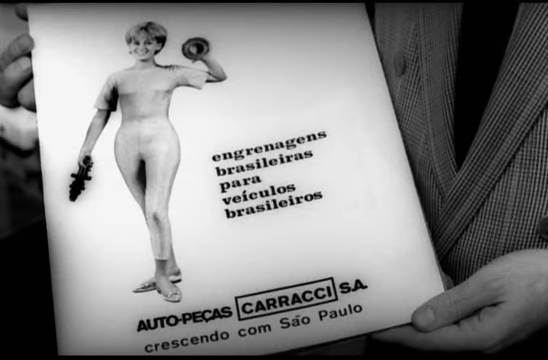 engrenagens
brasileiras
para
veículos
brasileiros
AUTO-PEÇAS CARRACCI S.A.
crescendo com São Paulo